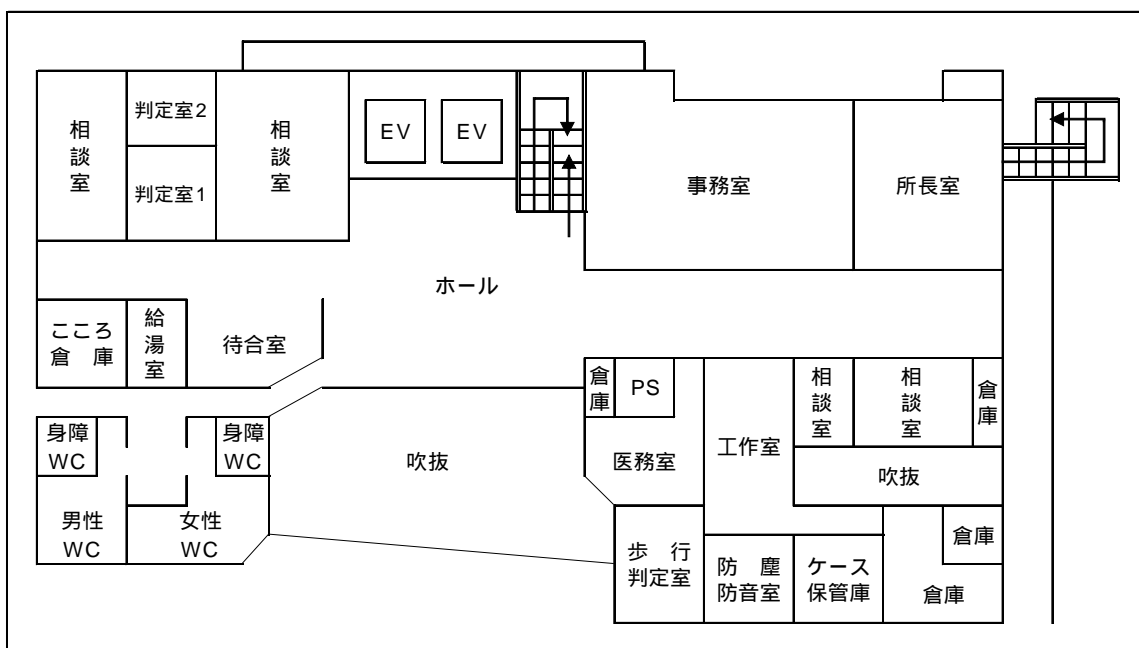 相談室
判定室2
判定室1
相談室
EV
EV
事務室
所長室
ホール
こころ
倉庫
給湯室
待合室
倉庫
PS
相談室
相談室
倉庫
身障
WC
身障
WC
吹抜
医務室
工作室
吹抜
男性
WC
女性
WC
歩行
判定室
防塵
防音室
ケース
保管庫
倉庫
倉庫